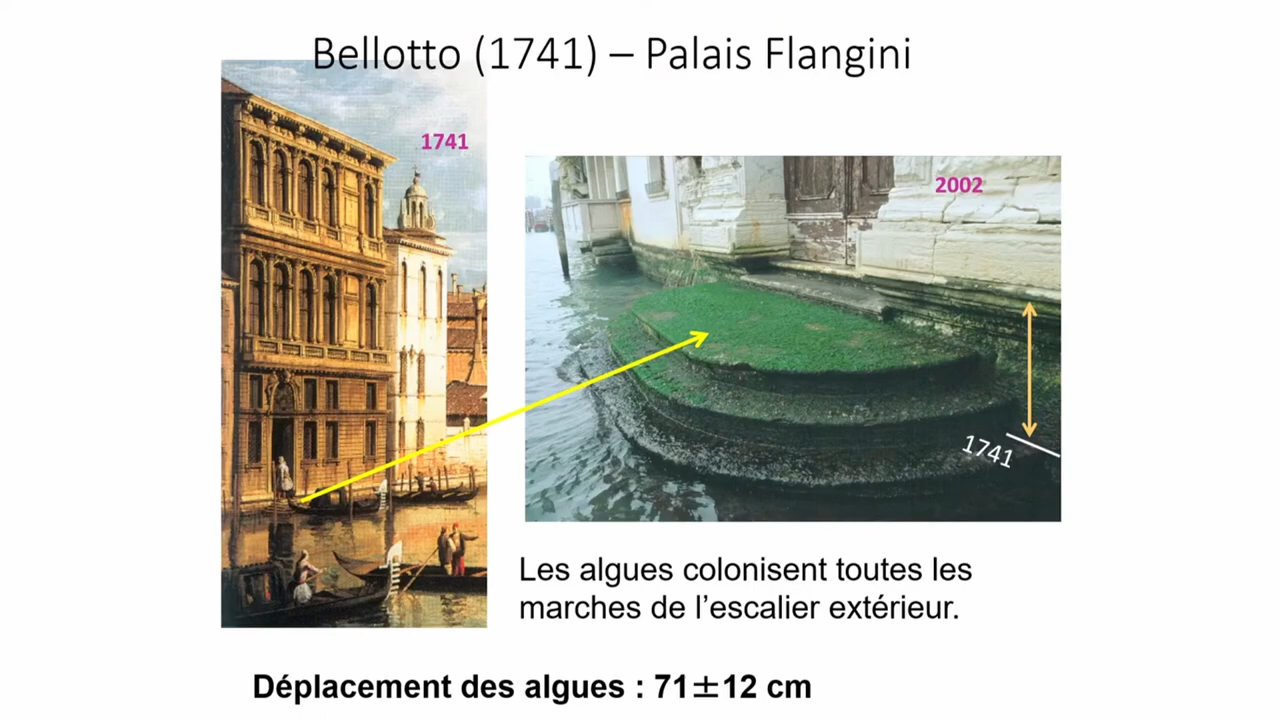 Bellotto (1741) – Palais Flangini
1741
2002
1741
Les algues colonisent toutes les
marches de l’escalier extérieur.
Déplacement des algues : 71±12 cm